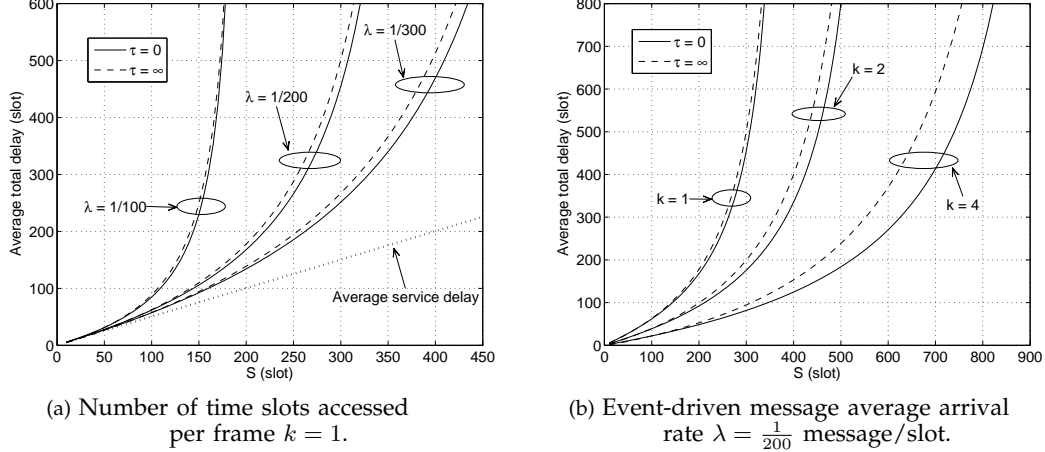 600
500
400
300
200
100
0
Average total delay (slot)
τ = 0
τ = ∞
λ = 1/300
λ = 1/200
λ = 1/100
Average service delay
0 50 100 150 200 250 300 350 400 450
S (slot)
(a) Number of time slots accessed
per frame k = 1.
800
700
600
500
400
300
200
100
0
Average total delay (slot)
τ = 0
τ = ∞
k = 2
k = 1
k = 4
0 100 200 300 400 500 600 700 800 900
S (slot)
(b) Event-driven message average arrival
rate λ = 1/200 message/slot.